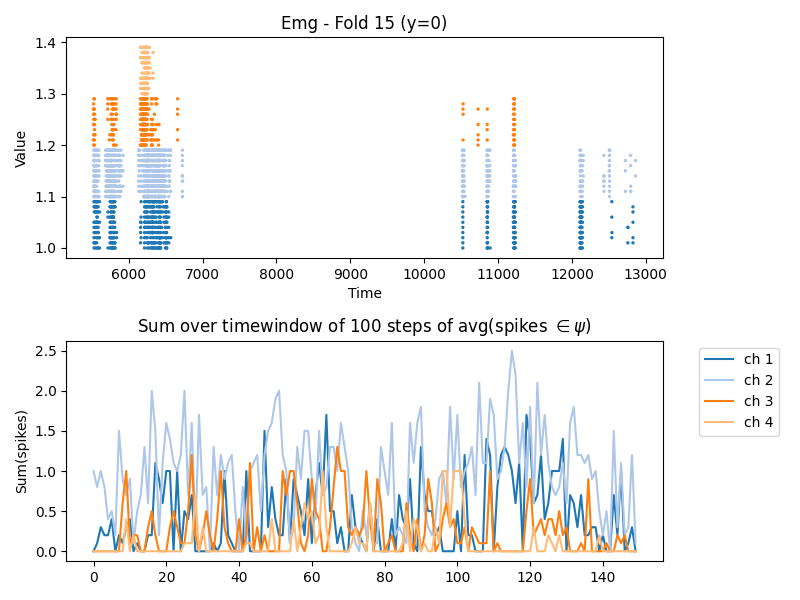 Emg - Fold 15 (y=0)
1.4
1.3
1.2
1.1
1.0
Value
6000 7000 8000 9000 10000 11000 12000 13000
Time
Sum over timewindow of 100 steps of avg(spikes ∈ ψ)
2.5
2.0
1.5
1.0
0.5
0.0
Sum(spikes)
0 20 40 60 80 100 120 140
ch 1
ch 2
ch 3
ch 4